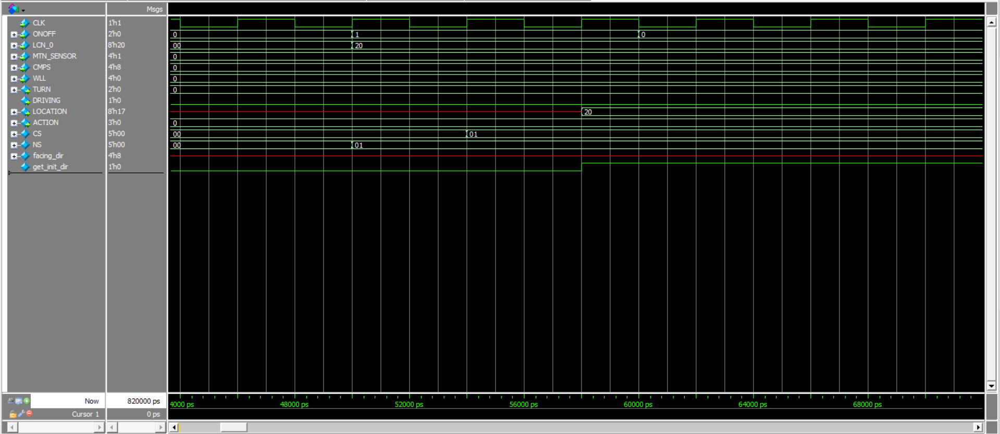 Msgs
CLK 1'h1
ONOFF 2'h0 0 1 0
LCN_0 8'h20 00 20
MTN_SENSOR 4'h1 0
CMPS 4'h8 0
WLL 4'h0 0
TURN 2'h0 0
DRIVING 1'h0
LOCATION 8'h17 20
ACTION 3'h0 0
CS 5'h00 00 01
NS 5'h00 00 01
facing_dir 4'h8
get_init_dir 1'h0
Now 820000 ps 4000 ps 48000 ps 52000 ps 56000 ps 60000 ps 64000 ps 68000 ps
Cursor 1 0 ps